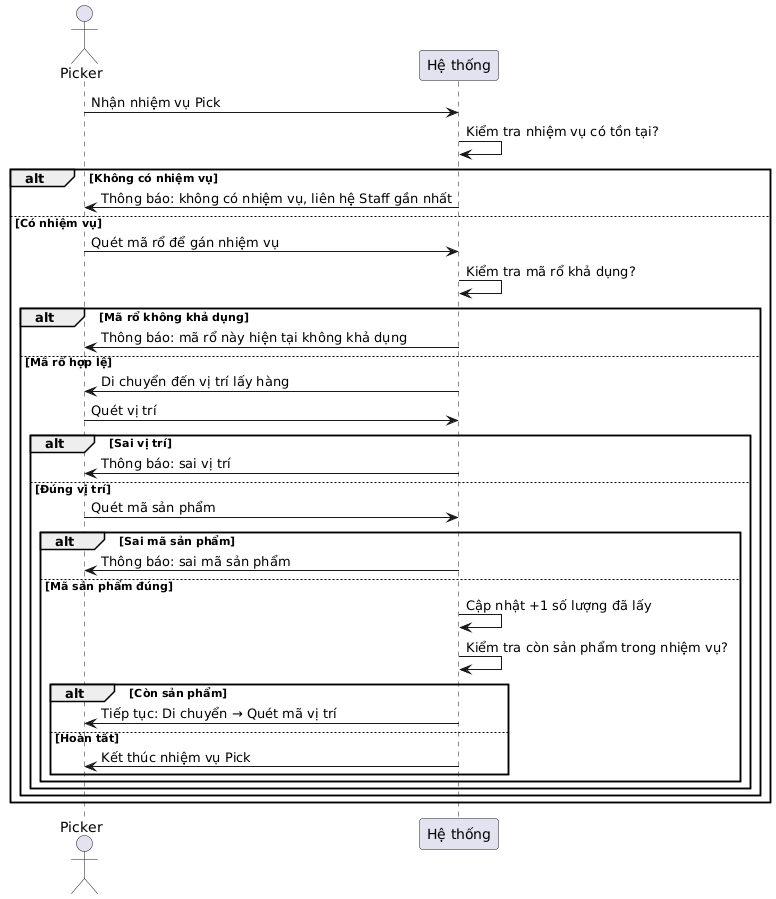 Picker
Hệ thống
Nhận nhiệm vụ Pick
Kiểm tra nhiệm vụ có tồn tại?
alt [Không có nhiệm vụ]
Thông báo: không có nhiệm vụ, liên hệ Staff gần nhất
[Có nhiệm vụ]
Quét mã rổ để gán nhiệm vụ
Kiểm tra mã rổ khả dụng?
alt [Mã rổ không khả dụng]
Thông báo: mã rổ này hiện tại không khả dụng
[Mã rổ hợp lệ]
Di chuyển đến vị trí lấy hàng
Quét vị trí
alt [Sai vị trí]
Thông báo: sai vị trí
[Đúng vị trí]
Quét mã sản phẩm
alt [Sai mã sản phẩm]
Thông báo: sai mã sản phẩm
[Mã sản phẩm đúng]
Cập nhật +1 số lượng đã lấy
Kiểm tra còn sản phẩm trong nhiệm vụ?
alt [Còn sản phẩm]
Tiếp tục: Di chuyển → Quét mã vị trí
[Hoàn tất]
Kết thúc nhiệm vụ Pick
Picker
Hệ thống